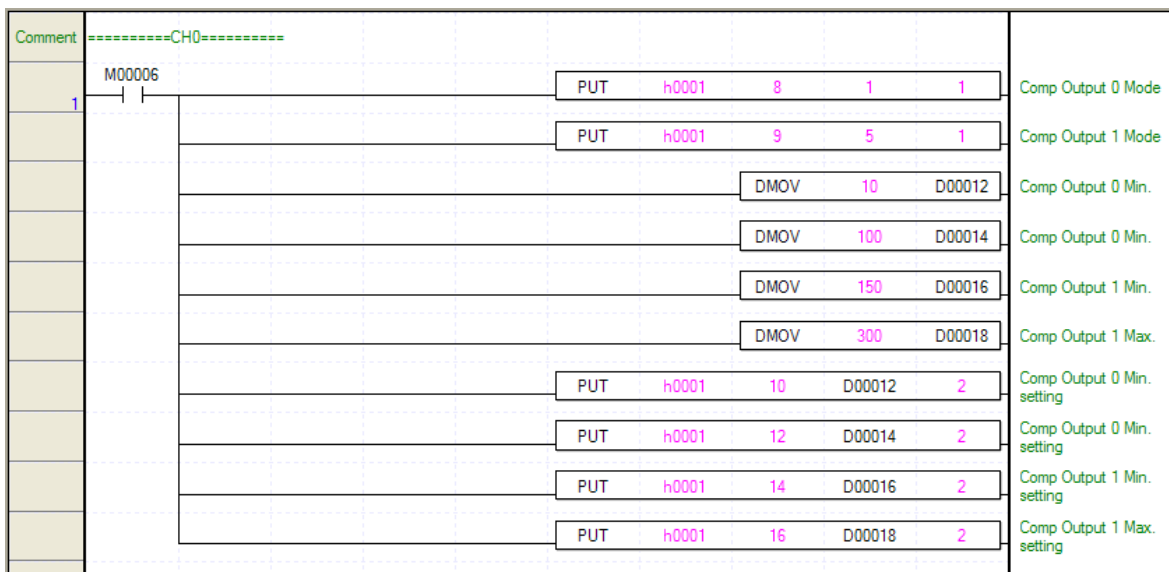 Comment ==========CH0==========
M00006
1 PUT h0001 8 1 1 Comp Output 0 Mode
PUT h0001 9 5 1 Comp Output 1 Mode
DMOV 10 D00012 Comp Output 0 Min.
DMOV 100 D00014 Comp Output 0 Min.
DMOV 150 D00016 Comp Output 1 Min.
DMOV 300 D00018 Comp Output 1 Max.
PUT h0001 10 D00012 2 Comp Output 0 Min.
setting
PUT h0001 12 D00014 2 Comp Output 0 Min.
setting
PUT h0001 14 D00016 2 Comp Output 1 Min.
setting
PUT h0001 16 D00018 2 Comp Output 1 Max.
setting